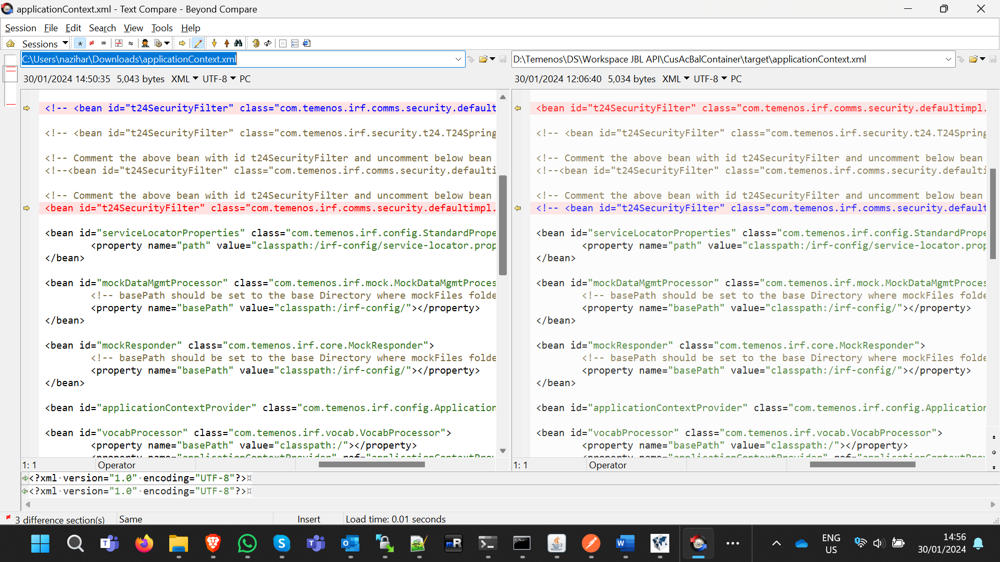 applicationContext.xml - Text Compare - Beyond Compare
Session File Edit Search View Tools Help
Sessions
C:\Users\nazihar\Downloads\applicationContext.xml
30/01/2024 14:50:35 5,043 bytes XML UTF-8 PC
<!-- <bean id="t24SecurityFilter" class="com.temenos.irf.comms.security.default
<!-- <bean id="t24SecurityFilter" class="com.temenos.irf.security.t24.T24Spring
<!-- Comment the above bean with id t24SecurityFilter and uncomment below bean
<!--<bean id="t24SecurityFilter" class="com.temenos.irf.comms.security.defaulti
<!-- Comment the above bean with id t24SecurityFilter and uncomment below bean
<bean id="t24SecurityFilter" class="com.temenos.irf.comms.security.defaultimpl.
<bean id="serviceLocatorProperties" class="com.temenos.irf.config.StandardPrope
<property name="path" value="classpath:/irf-config/service-locator.prop
</bean>
<bean id="mockDataMgmtProcessor" class="com.temenos.irf.mock.MockDataMgmtProces
<!-- basePath should be set to the base Directory where mockFiles folde
<property name="basePath" value="classpath:/irf-config/"></property>
</bean>
<bean id="mockResponder" class="com.temenos.irf.core.MockResponder">
<!-- basePath should be set to the base Directory where mockFiles folde
<property name="basePath" value="classpath:/irf-config/"></property>
</bean>
<bean id="applicationContextProvider" class="com.temenos.irf.config.Application
<bean id="vocabProcessor" class="com.temenos.irf.vocab.VocabProcessor">
<property name="basePath" value="classpath:/"></property>
<property name="applicationContextProvider" ref="applicationContextProv
1: 1 Operator
D:\Temenos\DS\Workspace JBL API\CusAcBalContainer\target\applicationContext.xml
30/01/2024 12:06:40 5,034 bytes XML UTF-8 PC
<bean id="t24SecurityFilter" class="com.temenos.irf.comms.security.defaultimpl.
<!-- <bean id="t24SecurityFilter" class="com.temenos.irf.security.t24.T24Spring
<!-- Comment the above bean with id t24SecurityFilter and uncomment below bean
<!--<bean id="t24SecurityFilter" class="com.temenos.irf.comms.security.defaulti
<!-- Comment the above bean with id t24SecurityFilter and uncomment below bean
<!-- <bean id="t24SecurityFilter" class="com.temenos.irf.comms.security.default
<bean id="serviceLocatorProperties" class="com.temenos.irf.config.StandardPrope
<property name="path" value="classpath:/irf-config/service-locator.prop
</bean>
<bean id="mockDataMgmtProcessor" class="com.temenos.irf.mock.MockDataMgmtProces
<!-- basePath should be set to the base Directory where mockFiles folde
<property name="basePath" value="classpath:/irf-config/"></property>
</bean>
<bean id="mockResponder" class="com.temenos.irf.core.MockResponder">
<!-- basePath should be set to the base Directory where mockFiles folde
<property name="basePath" value="classpath:/irf-config/"></property>
</bean>
<bean id="applicationContextProvider" class="com.temenos.irf.config.Application
<bean id="vocabProcessor" class="com.temenos.irf.vocab.VocabProcessor">
<property name="basePath" value="classpath:/"></property>
<property name="applicationContextProvider" ref="applicationContextProv
1: 1 Operator
<?xml·version="1.0"·encoding="UTF-8"?>¤
<?xml·version="1.0"·encoding="UTF-8"?>¤
3 difference section(s) Same Insert Load time: 0.01 seconds
ENG
US
14:56
30/01/2024